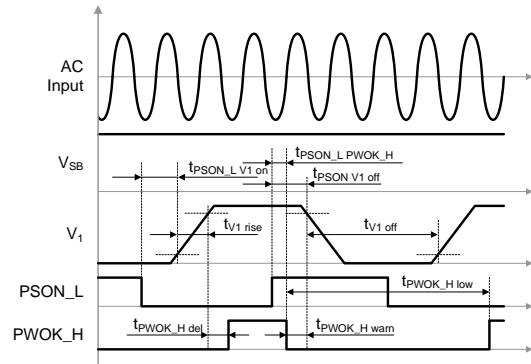 AC
Input
VSB
tPSON_L V1 on
tPSON_L PWOK_H
tPSON V1 off
V1
tV1 rise
tV1 off
PSON_L
tPWOK_H low
PWOK_H
tPWOK_H del
tPWOK_H warn